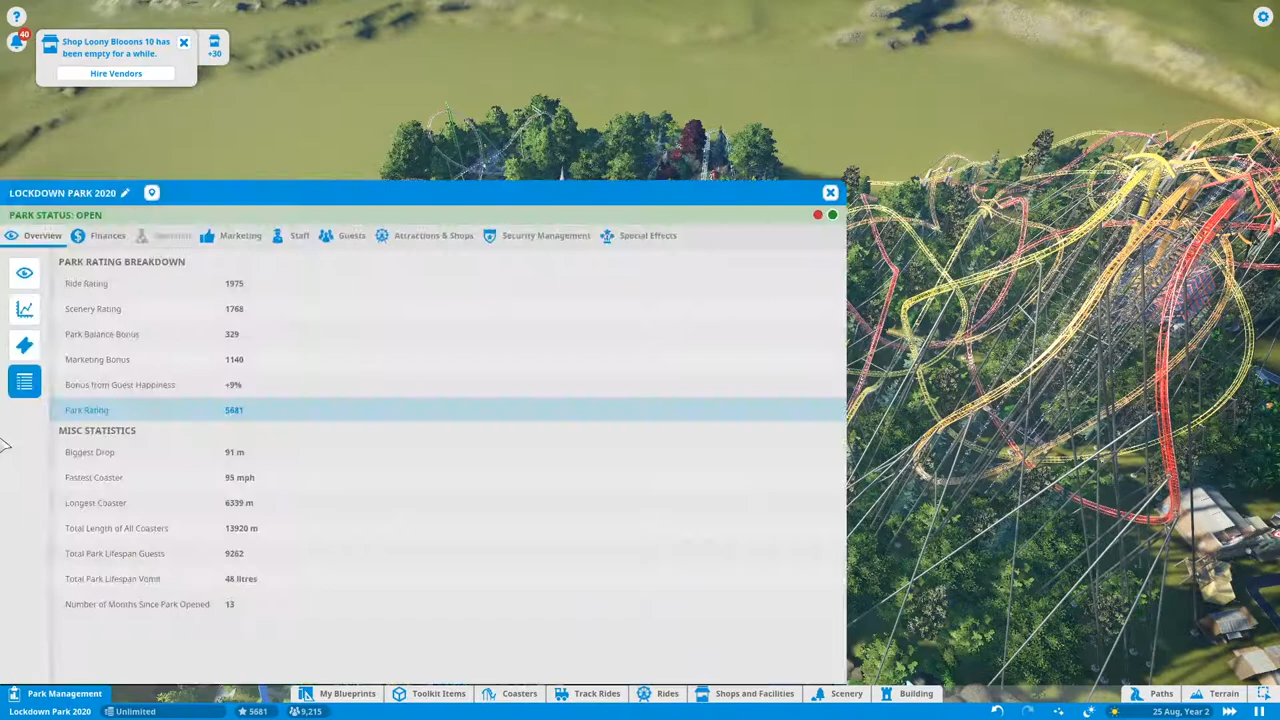 ?
40
Shop Loony Blooons 10 has
been empty for a while.
+30
Hire Vendors
LOCKDOWN PARK 2020
PARK STATUS: OPEN
Overview Finances Marketing Staff Guests Attractions & Shops Security Management Special Effects
PARK RATING BREAKDOWN
Ride Rating 1975
Scenery Rating 1768
Park Balance Bonus 329
Marketing Bonus 1140
Bonus from Guest Happiness +9%
Park Rating 5681
MISC STATISTICS
Biggest Drop 91 m
Fastest Coaster 95 mph
Longest Coaster 6339 m
Total Length of All Coasters 13920 m
Total Park Lifespan Guests 9262
Total Park Lifespan Vomit 48 litres
Number of Months Since Park Opened 13
Park Management My Blueprints Toolkit Items Coasters Track Rides Rides Shops and Facilities Scenery Building Paths Terrain
Lockdown Park 2020 Unlimited 5681 9,215 25 Aug, Year 2